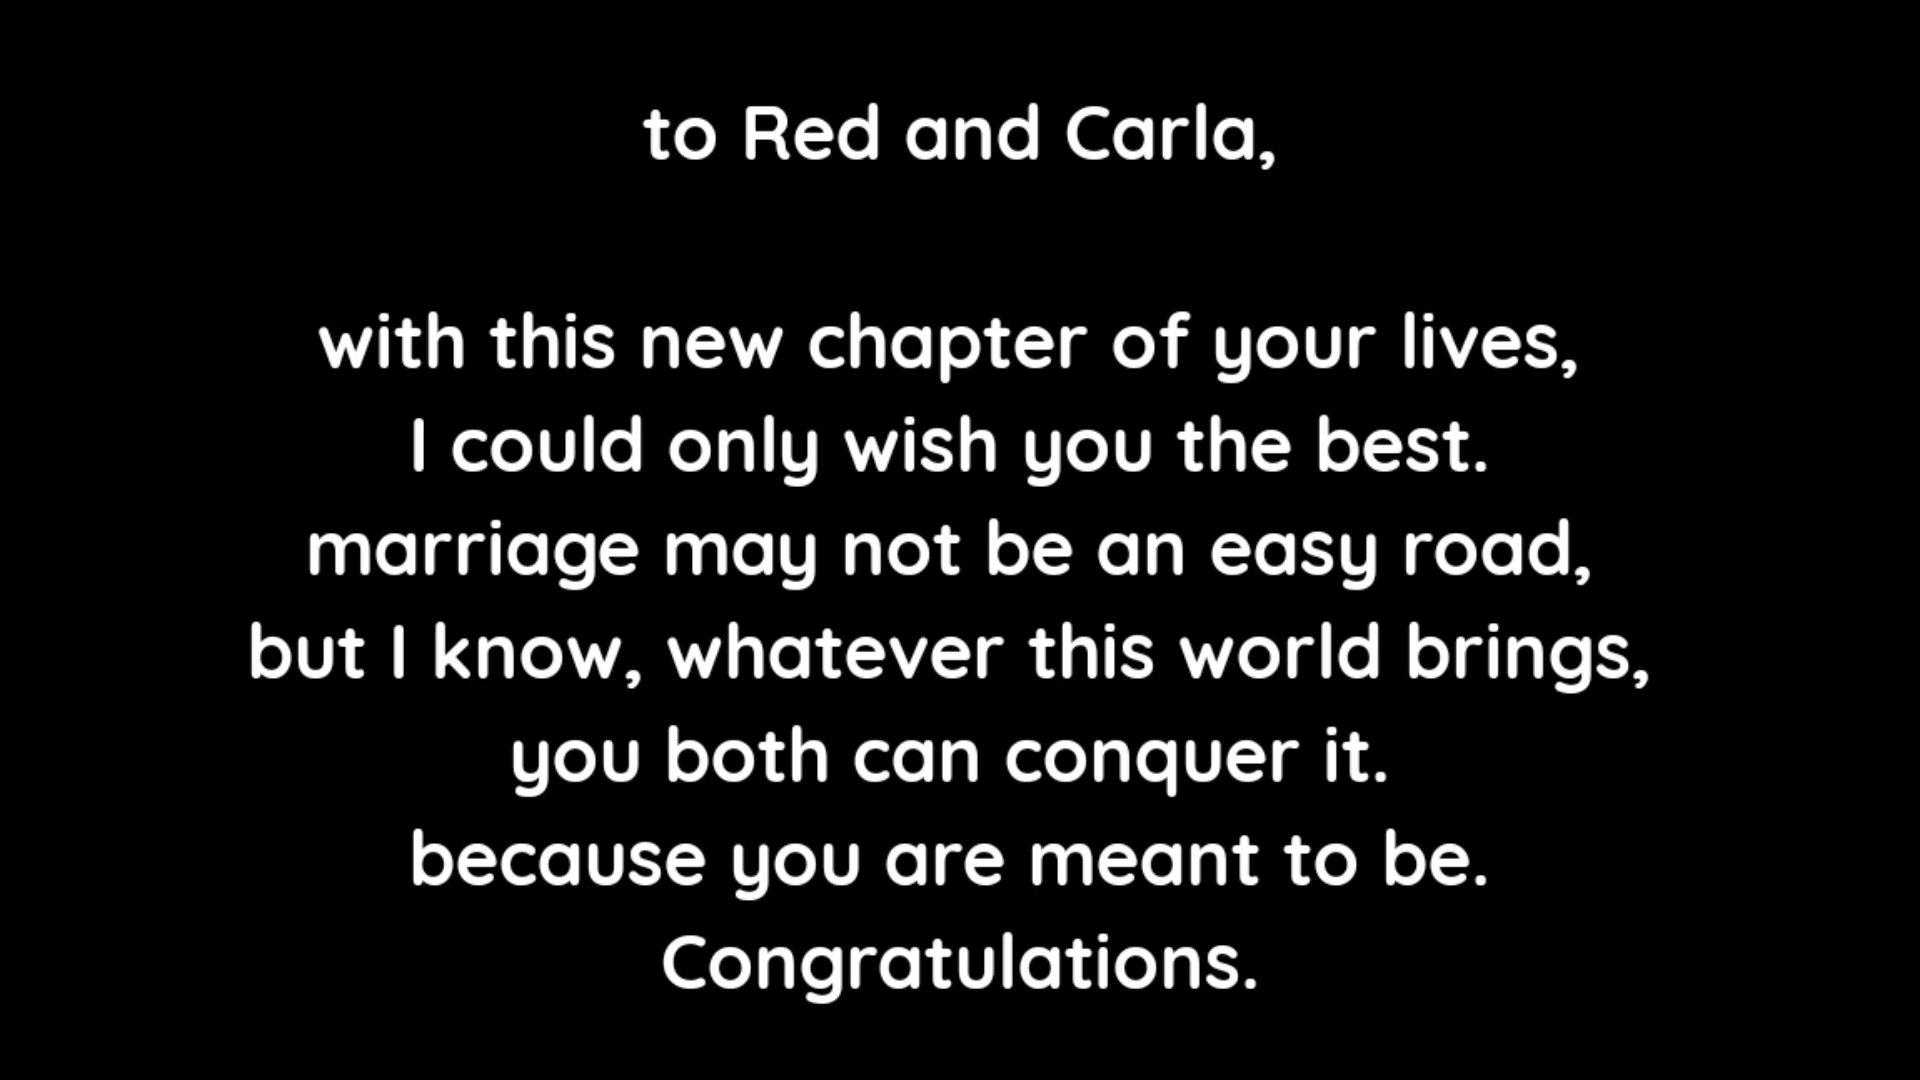 to Red and Carla,
with this new chapter of your lives,
I could only wish you the best.
marriage may not be an easy road,
but I know, whatever this world brings,
you both can conquer it.
because you are meant to be.
Congratulations.